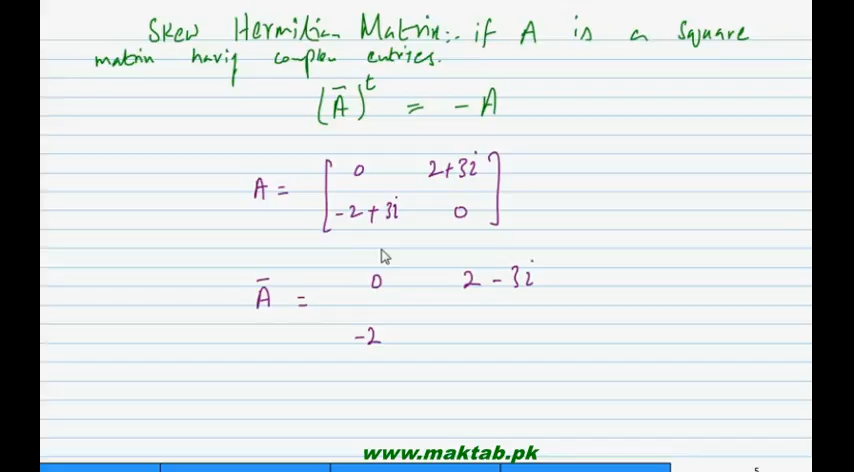 Skew Hermitian Matrix:. if A is a square
matrix having complex entries.
(Ā)ᵗ = - A
A = [ 0 2+3i
-2+3i 0 ]
Ā = 0 2-3i
-2
www.maktab.pk
5